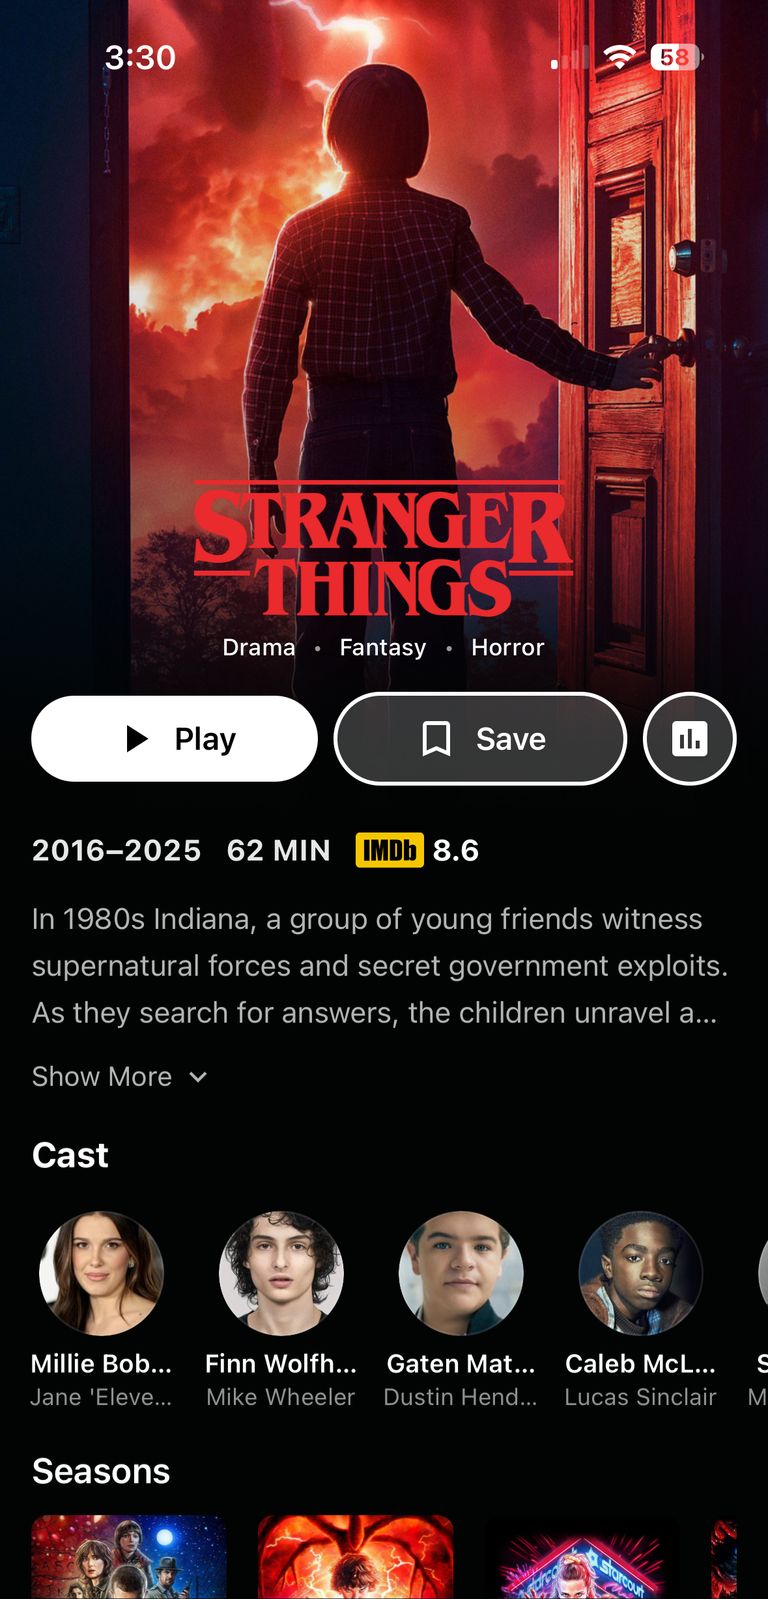 3:30
58
STRANGER
THINGS
Drama • Fantasy • Horror
Play
Save
2016–2025 62 MIN IMDb 8.6
In 1980s Indiana, a group of young friends witness
supernatural forces and secret government exploits.
As they search for answers, the children unravel a...
Show More
Cast
Millie Bob... Finn Wolfh... Gaten Mat... Caleb McL... S
Jane 'Eleve... Mike Wheeler Dustin Hend... Lucas Sinclair M
Seasons
starcourt